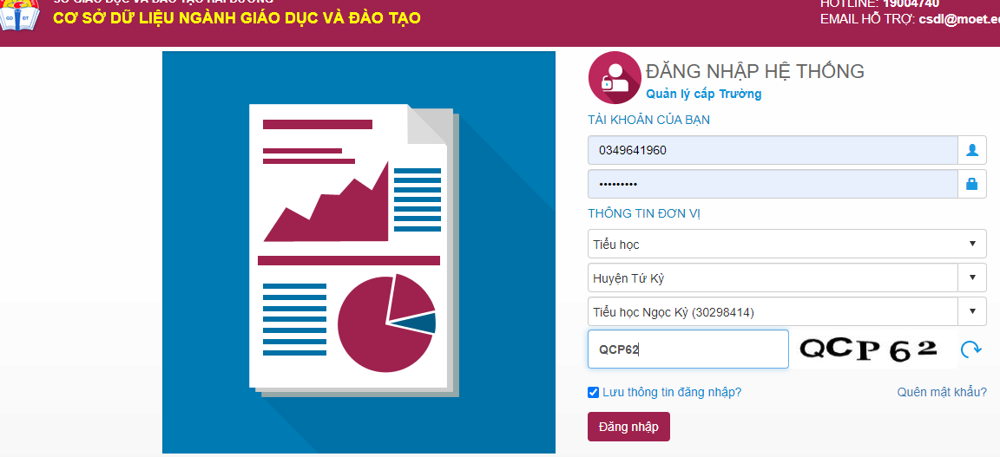 SỞ GIÁO DỤC VÀ ĐÀO TẠO HẢI DƯƠNG
CƠ SỞ DỮ LIỆU NGÀNH GIÁO DỤC VÀ ĐÀO TẠO
HOTLINE: 19004740
EMAIL HỖ TRỢ: csdl@moet.e
ĐĂNG NHẬP HỆ THỐNG
Quản lý cấp Trường
TÀI KHOẢN CỦA BẠN
0349641960
•••••••••
THÔNG TIN ĐƠN VỊ
Tiểu học
Huyện Tứ Kỳ
Tiểu học Ngọc Kỳ (30298414)
QCP62
QCP62
Lưu thông tin đăng nhập?
Quên mật khẩu?
Đăng nhập